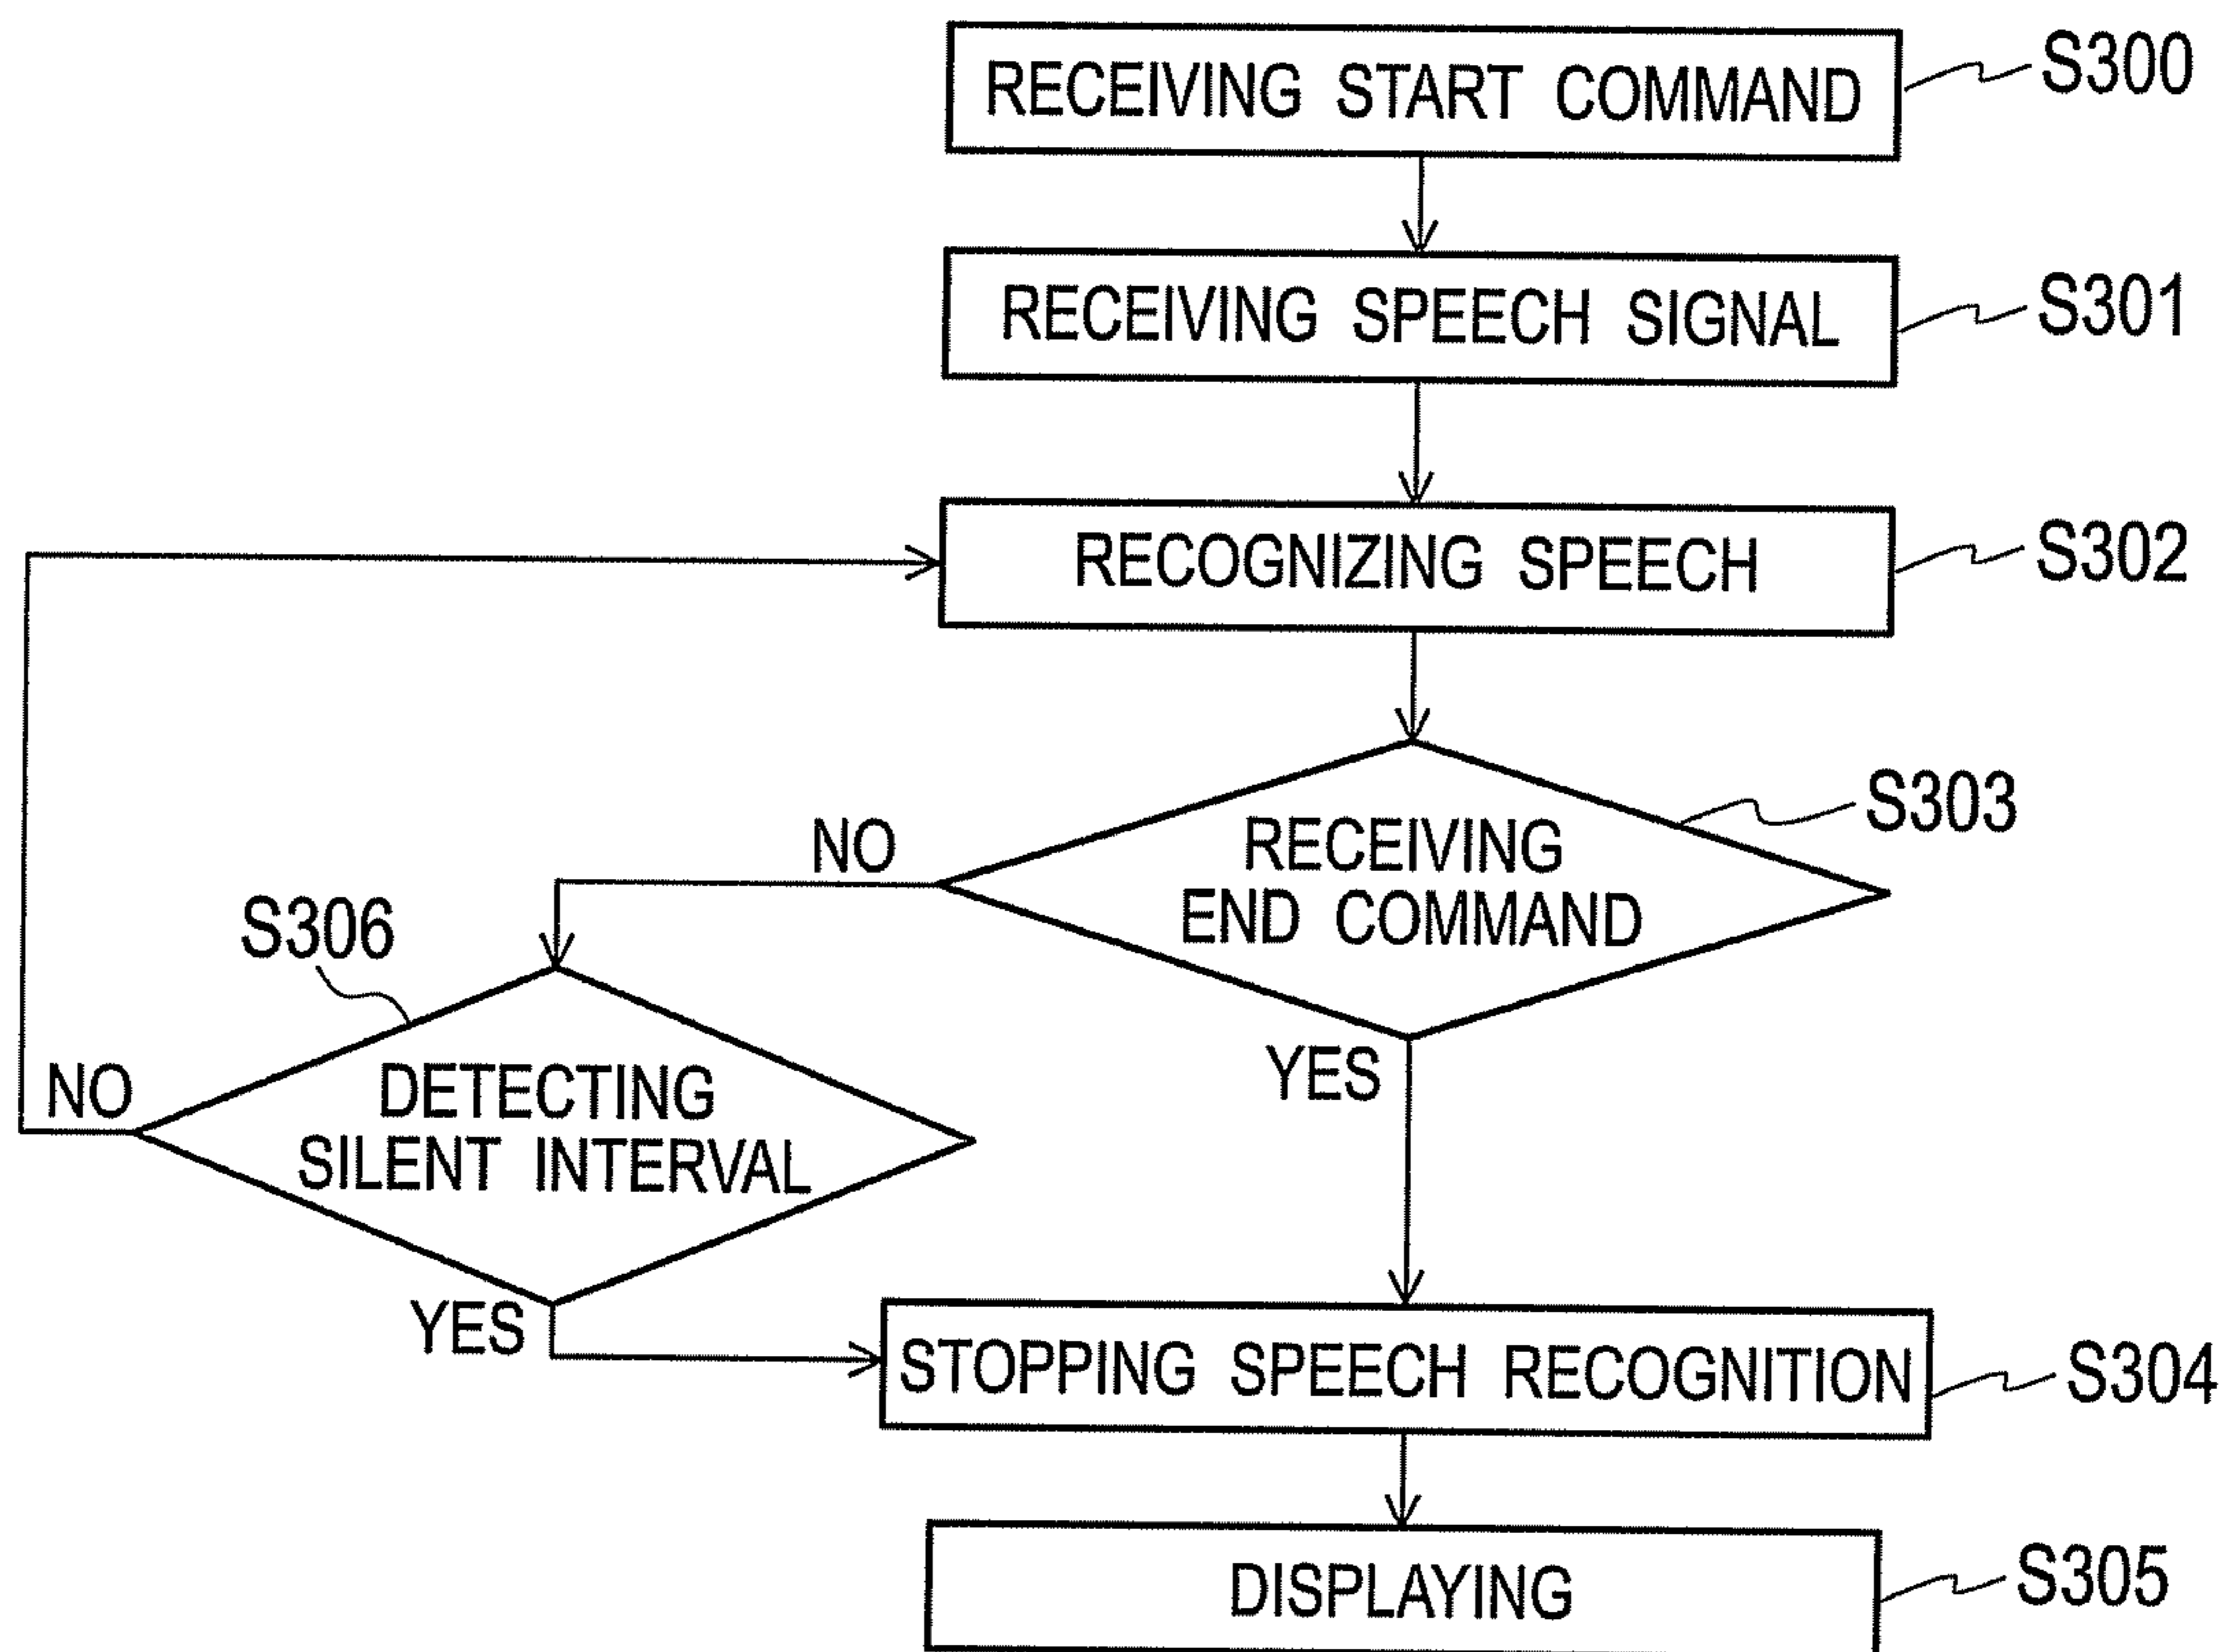 RECEIVING START COMMAND
S300
RECEIVING SPEECH SIGNAL
S301
RECOGNIZING SPEECH
S302
RECEIVING
END COMMAND
S303
NO
YES
S306
DETECTING
SILENT INTERVAL
NO
YES
STOPPING SPEECH RECOGNITION
S304
DISPLAYING
S305